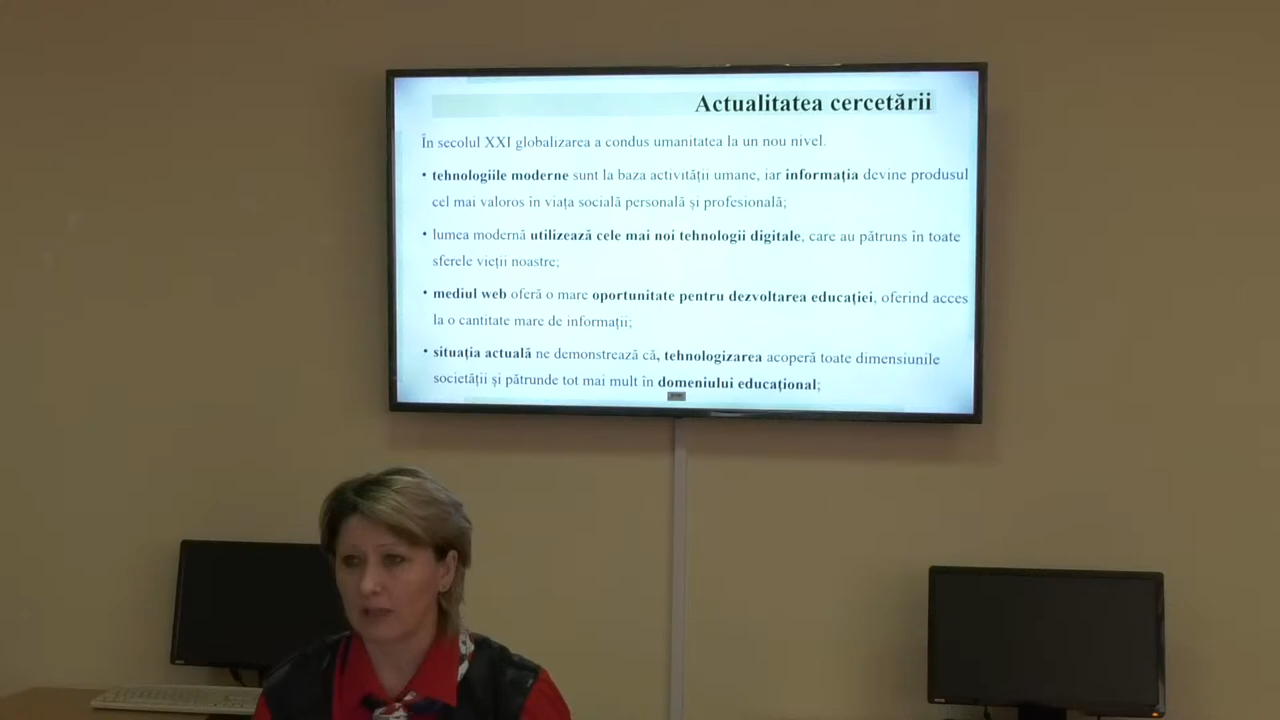 Actualitatea cercetării
În secolul XXI globalizarea a condus umanitatea la un nou nivel.
• tehnologiile moderne sunt la baza activității umane, iar informația devine produsul
cel mai valoros în viața socială personală și profesională;
• lumea modernă utilizează cele mai noi tehnologii digitale, care au pătruns în toate
sferele vieții noastre;
• mediul web oferă o mare oportunitate pentru dezvoltarea educației, oferind acces
la o cantitate mare de informații;
• situația actuală ne demonstrează că, tehnologizarea acoperă toate dimensiunile
societății și pătrunde tot mai mult în domeniului educațional;